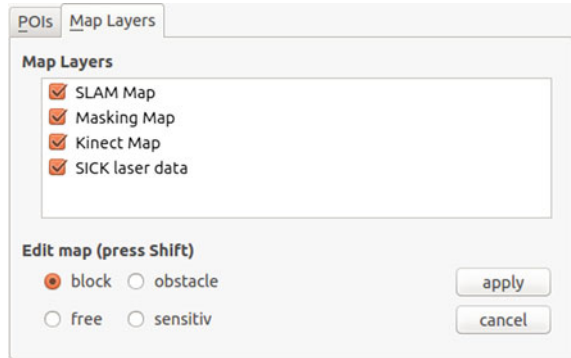 POIs Map Layers
Map Layers
SLAM Map
Masking Map
Kinect Map
SICK laser data
Edit map (press Shift)
block obstacle apply
free sensitiv cancel